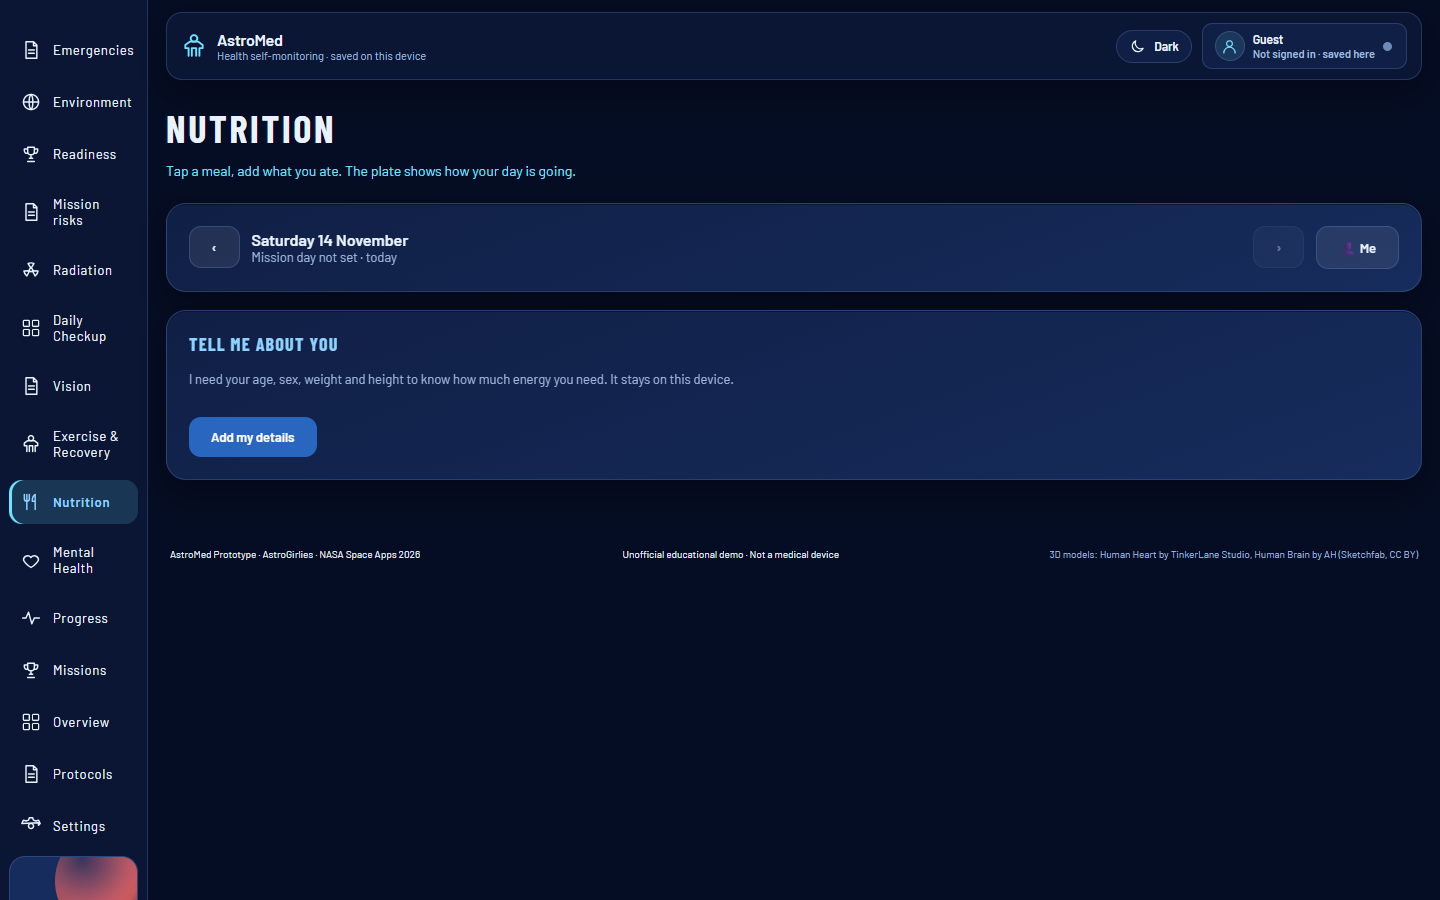 Emergencies
Environment
Readiness
Mission
risks
Radiation
Daily
Checkup
Vision
Exercise &
Recovery
Nutrition
Mental
Health
Progress
Missions
Overview
Protocols
Settings
AstroMed
Health self-monitoring · saved on this device
Dark
Guest
Not signed in · saved here
NUTRITION
Tap a meal, add what you ate. The plate shows how your day is going.
‹
Saturday 14 November
Mission day not set · today
›
Me
TELL ME ABOUT YOU
I need your age, sex, weight and height to know how much energy you need. It stays on this device.
Add my details
AstroMed Prototype · AstroGirlies · NASA Space Apps 2026
Unofficial educational demo · Not a medical device
3D models: Human Heart by TinkerLane Studio, Human Brain by AH (Sketchfab, CC BY)